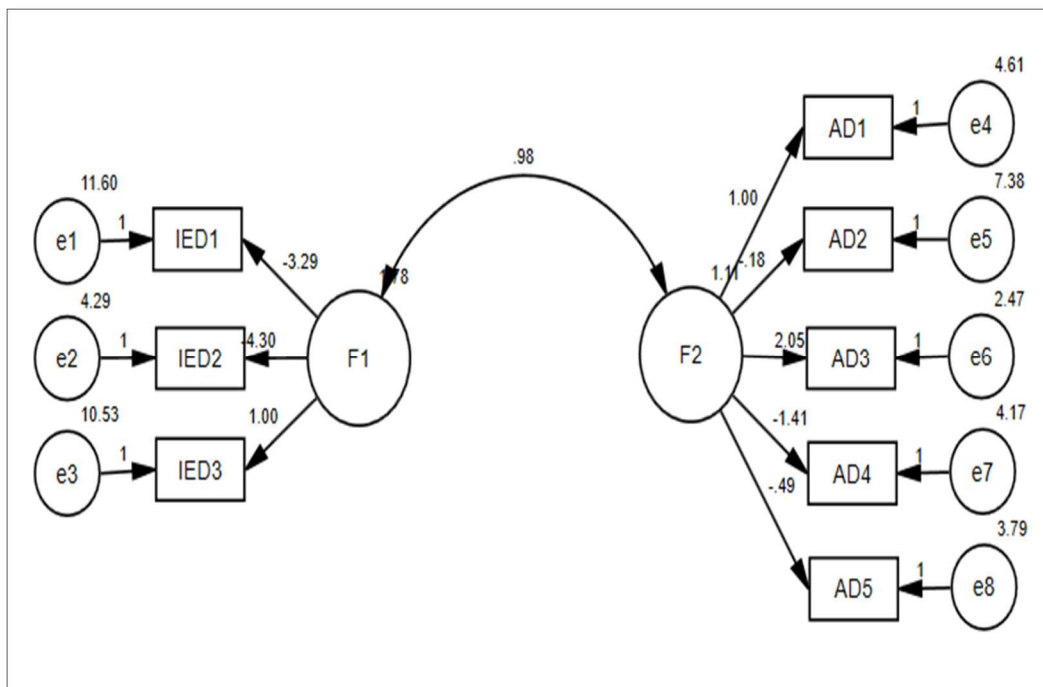 4.61
1
AD1
e4
.98
11.60
7.38
1.00
1
IED1
e1
1
AD2
e5
-3.29
1.11
-.18
4.29
2.47
1
-4.30
2.05
1
e2
IED2
F1
F2
AD3
e6
10.53
1.00
-1.41
4.17
1
1
e3
IED3
AD4
e7
-.49
3.79
1
AD5
e8